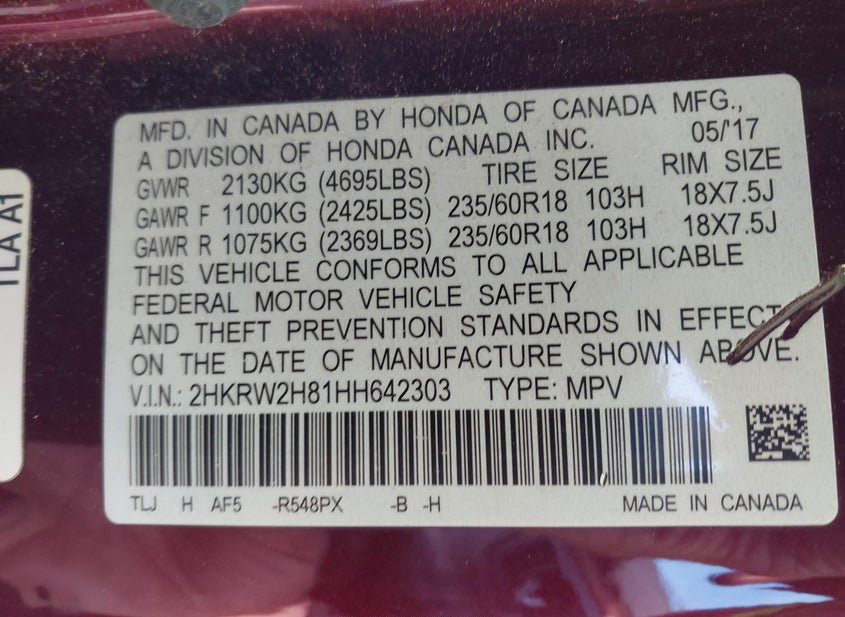 TLA A1
MFD. IN CANADA BY HONDA OF CANADA MFG.,
A DIVISION OF HONDA CANADA INC. 05/'17
GVWR 2130KG (4695LBS) TIRE SIZE RIM SIZE
GAWR F 1100KG (2425LBS) 235/60R18 103H 18X7.5J
GAWR R 1075KG (2369LBS) 235/60R18 103H 18X7.5J
THIS VEHICLE CONFORMS TO ALL APPLICABLE
FEDERAL MOTOR VEHICLE SAFETY
AND THEFT PREVENTION STANDARDS IN EFFECT
ON THE DATE OF MANUFACTURE SHOWN ABOVE.
V.I.N.: 2HKRW2H81HH642303 TYPE: MPV
TLJ H AF5 -R548PX -B -H MADE IN CANADA